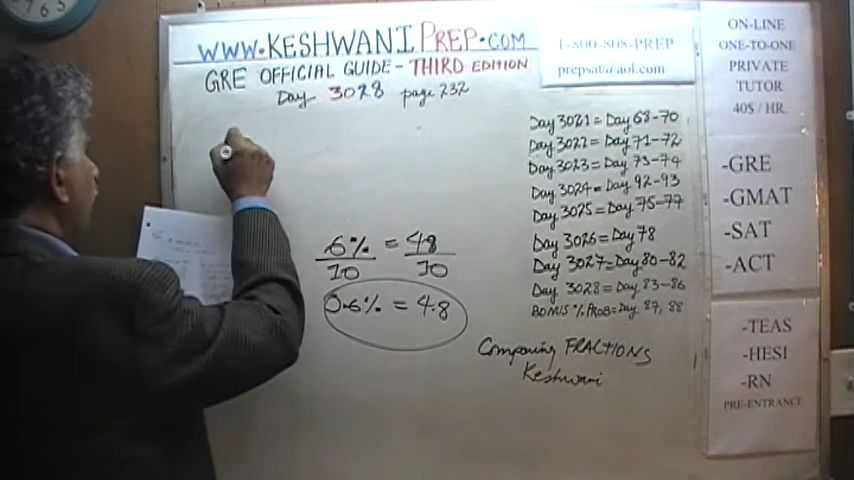 WWW.KESHWANIPREP.COM
GRE OFFICIAL GUIDE - THIRD EDITION
Day 3028 page 232
1-800-808-PREP
prepsat@aol.com
6% = 48
10 10
0.6% = 4.8
Day 3021 = Day 68-70
Day 3022 = Day 71-72
Day 3023 = Day 73-74
Day 3024 = Day 92-93
Day 3025 = Day 75-77
Day 3026 = Day 78
Day 3027 = Day 80-82
Day 3028 = Day 83-86
BONUS % PROB = Day 87, 88
Comparing FRACTIONS
Keshwani
ON-LINE
ONE-TO-ONE
PRIVATE
TUTOR
40$ / HR.
-GRE
-GMAT
-SAT
-ACT
-TEAS
-HESI
-RN
PRE-ENTRANCE